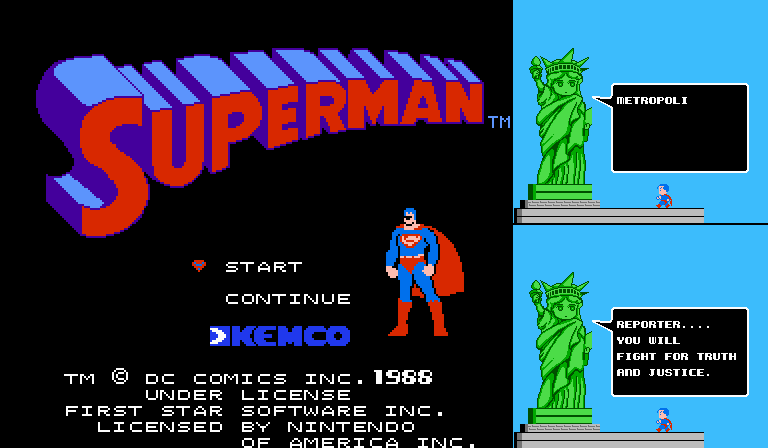 SUPERMAN
TM
START
CONTINUE
KEMCO
TM © DC COMICS INC. 1988
UNDER LICENSE
FIRST STAR SOFTWARE INC.
LICENSED BY NINTENDO
OF AMERICA INC.
METROPOLI
REPORTER....
YOU WILL
FIGHT FOR TRUTH
AND JUSTICE.